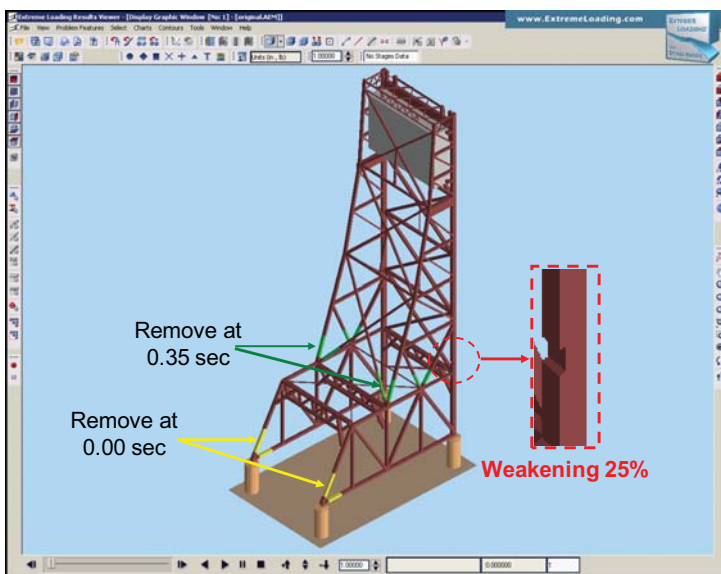 Extreme Loading Results Viewer - [Display Graphic Window [No: 1] - [original.AEM]]
www.ExtremeLoading.com
EXTREME
LOADING
File View Problem Features Select Charts Contours Tools Window Help
Units (in , lb)
1.00000
No Stages Data
Remove at
0.35 sec
Remove at
0.00 sec
Weakening 25%
1.00000
0.000000
1